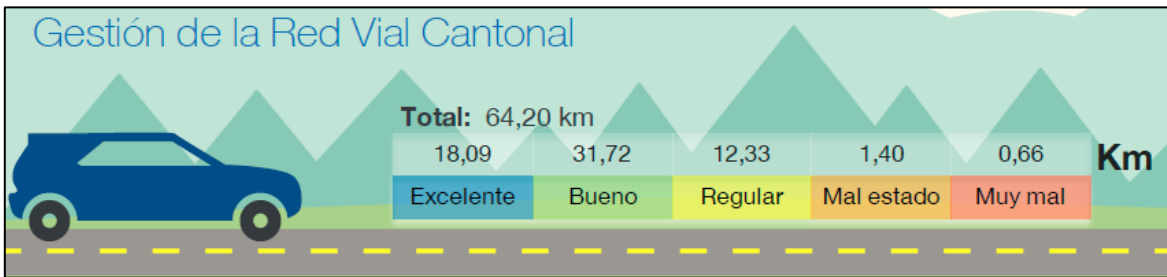 Gestión de la Red Vial Cantonal
Total: 64,20 km
18,09 31,72 12,33 1,40 0,66 Km
Excelente Bueno Regular Mal estado Muy mal